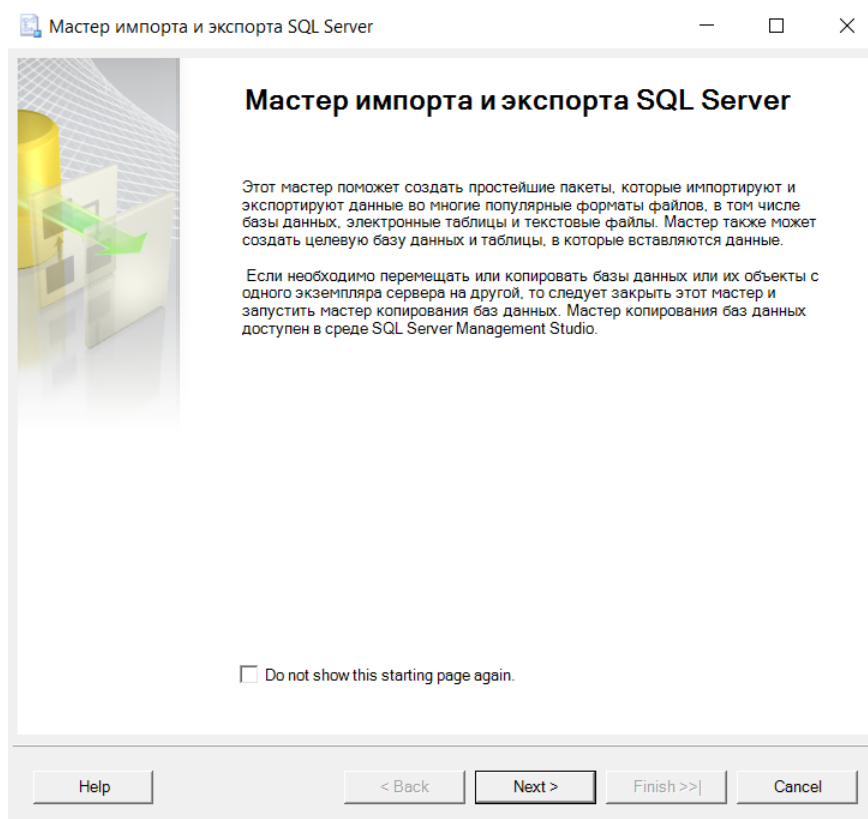 Мастер импорта и экспорта SQL Server
Мастер импорта и экспорта SQL Server
Этот мастер поможет создать простейшие пакеты, которые импортируют и
экспортируют данные во многие популярные форматы файлов, в том числе
базы данных, электронные таблицы и текстовые файлы. Мастер также может
создать целевую базу данных и таблицы, в которые вставляются данные.
Если необходимо перемещать или копировать базы данных или их объекты с
одного экземпляра сервера на другой, то следует закрыть этот мастер и
запустить мастер копирования баз данных. Мастер копирования баз данных
доступен в среде SQL Server Management Studio.
Do not show this starting page again.
Help
< Back
Next >
Finish >>|
Cancel